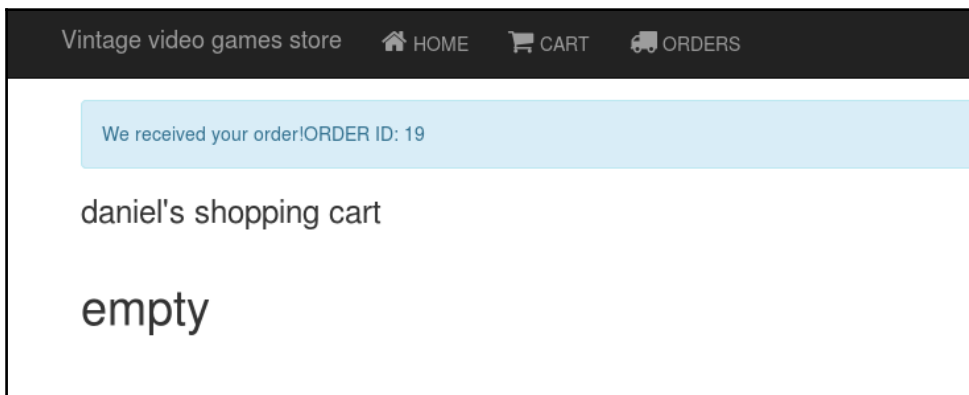 Vintage video games store HOME CART ORDERS
We received your order!ORDER ID: 19
daniel's shopping cart
empty